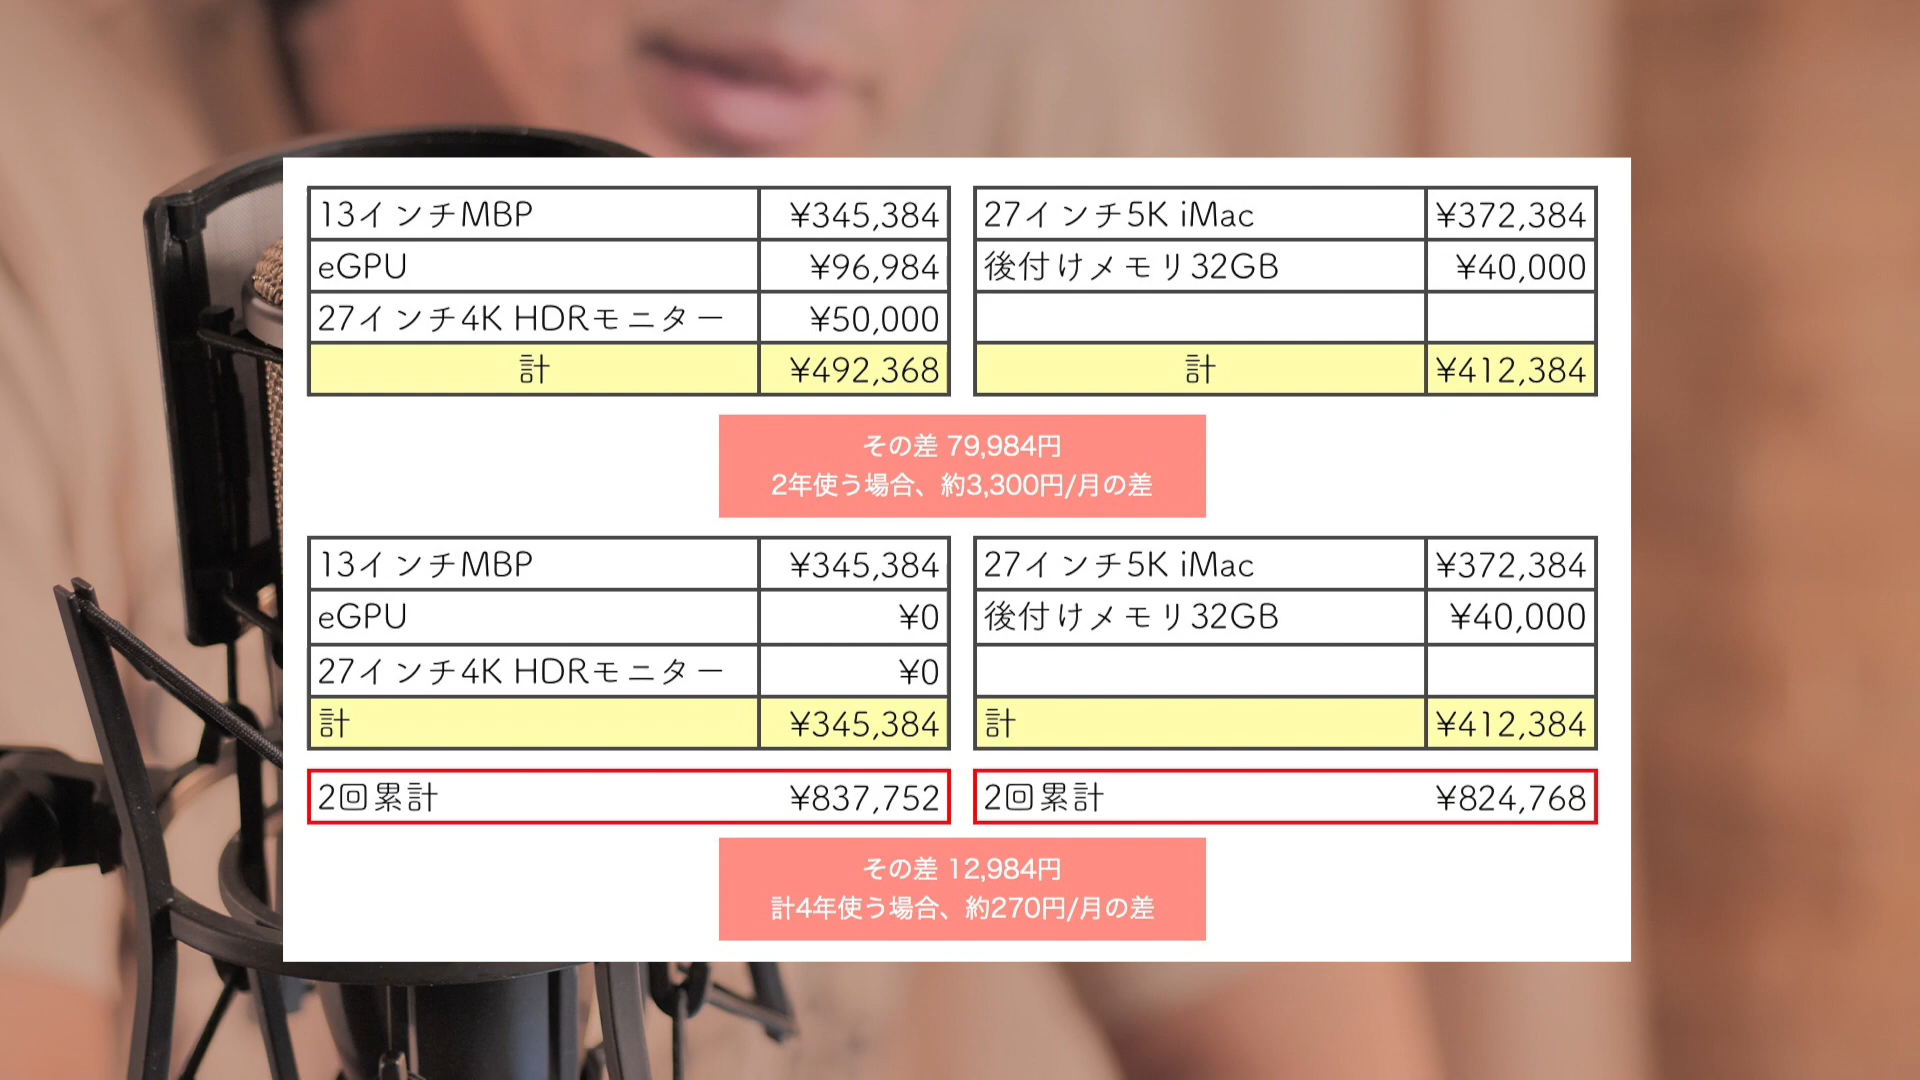 13インチMBP ¥345,384
eGPU ¥96,984
27インチ4K HDRモニター ¥50,000
計 ¥492,368
27インチ5K iMac ¥372,384
後付けメモリ32GB ¥40,000
計 ¥412,384
その差 79,984円
2年使う場合、約3,300円/月の差
13インチMBP ¥345,384
eGPU ¥0
27インチ4K HDRモニター ¥0
計 ¥345,384
27インチ5K iMac ¥372,384
後付けメモリ32GB ¥40,000
計 ¥412,384
2回累計 ¥837,752
2回累計 ¥824,768
その差 12,984円
計4年使う場合、約270円/月の差